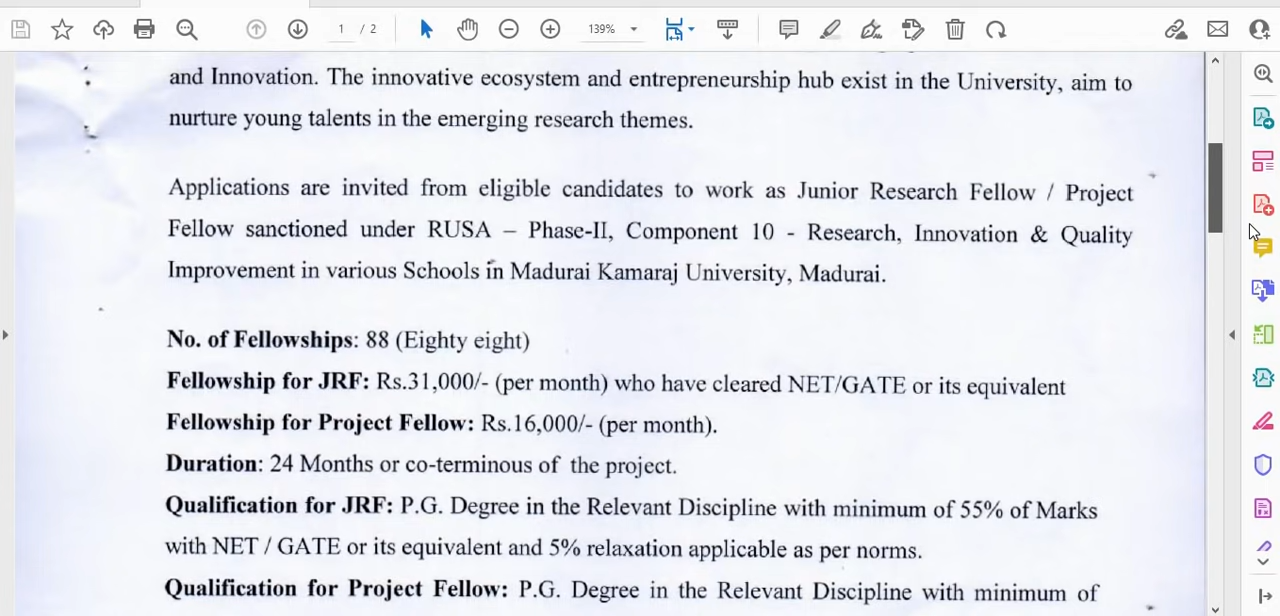 1 / 2
139%
and Innovation. The innovative ecosystem and entrepreneurship hub exist in the University, aim to
nurture young talents in the emerging research themes.
Applications are invited from eligible candidates to work as Junior Research Fellow / Project
Fellow sanctioned under RUSA – Phase-II, Component 10 - Research, Innovation & Quality
Improvement in various Schools in Madurai Kamaraj University, Madurai.
No. of Fellowships: 88 (Eighty eight)
Fellowship for JRF: Rs.31,000/- (per month) who have cleared NET/GATE or its equivalent
Fellowship for Project Fellow: Rs.16,000/- (per month).
Duration: 24 Months or co-terminous of the project.
Qualification for JRF: P.G. Degree in the Relevant Discipline with minimum of 55% of Marks
with NET / GATE or its equivalent and 5% relaxation applicable as per norms.
Qualification for Project Fellow: P.G. Degree in the Relevant Discipline with minimum of